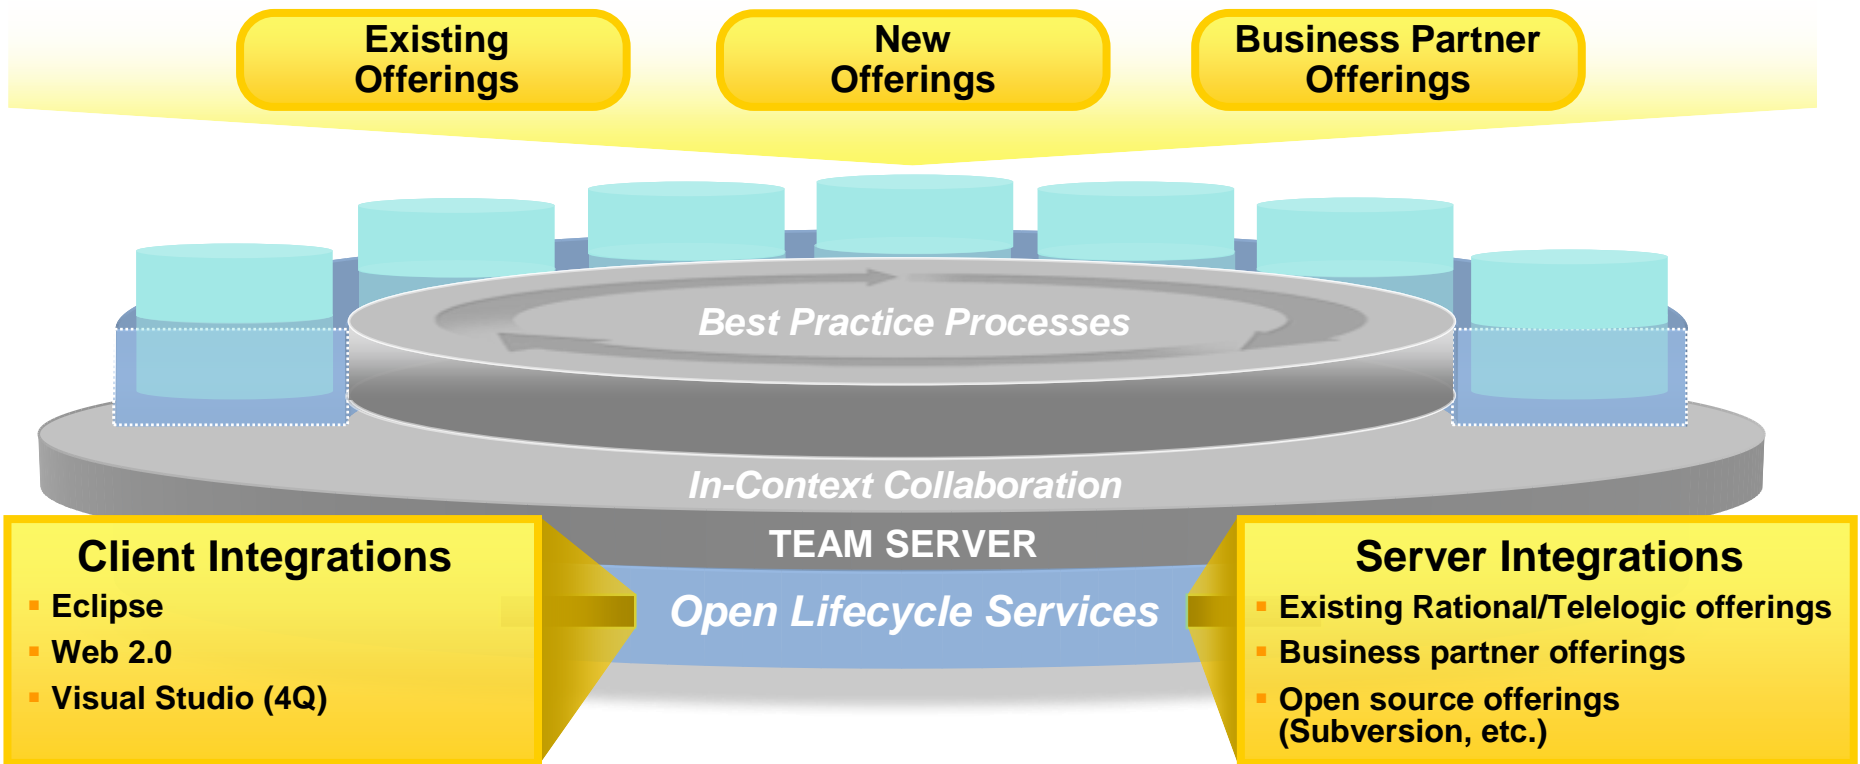 Existing
Offerings
New
Offerings
Business Partner
Offerings
Best Practice Processes
In-Context Collaboration
TEAM SERVER
Open Lifecycle Services
Client Integrations
▪ Eclipse
▪ Web 2.0
▪ Visual Studio (4Q)
Server Integrations
▪ Existing Rational/Telelogic offerings
▪ Business partner offerings
▪ Open source offerings
(Subversion, etc.)